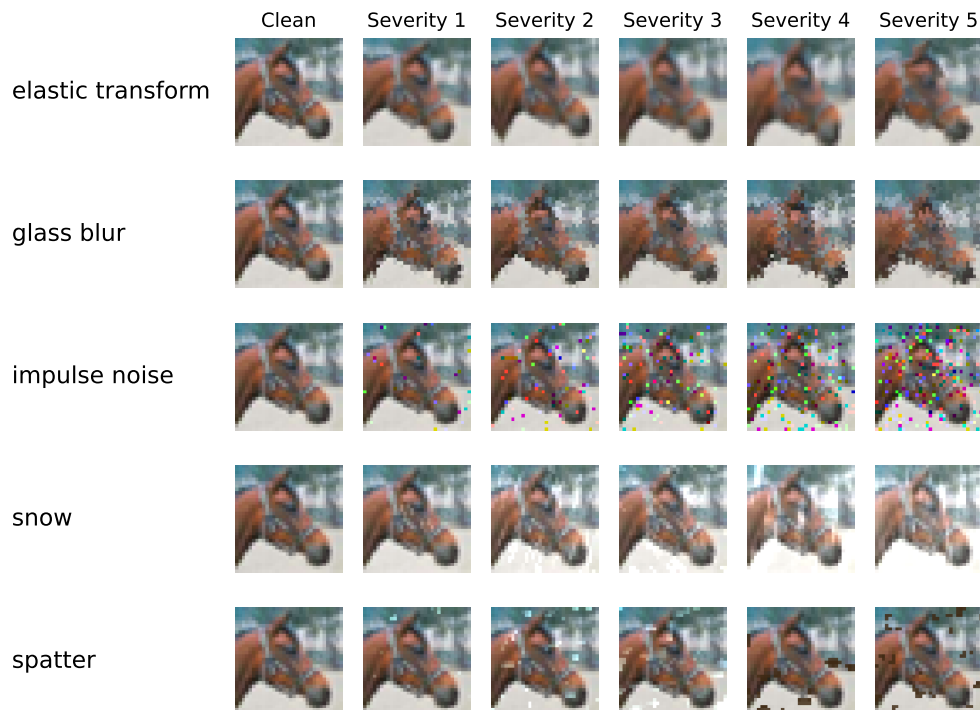 Clean Severity 1 Severity 2 Severity 3 Severity 4 Severity 5
elastic transform
glass blur
impulse noise
snow
spatter